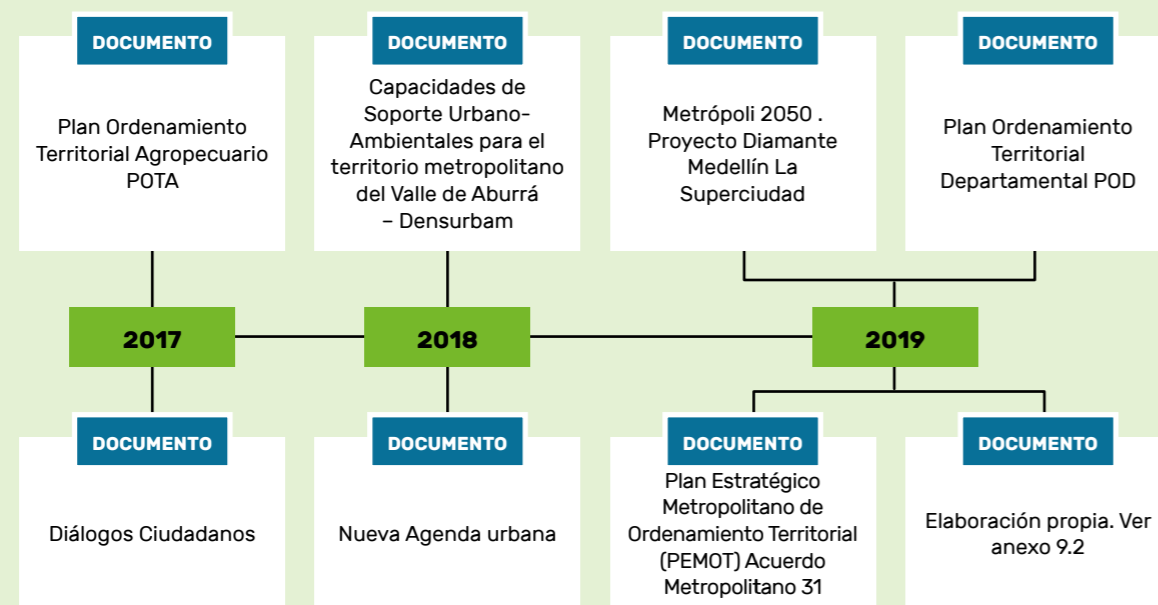 DOCUMENTO
Plan Ordenamiento
Territorial Agropecuario
POTA
DOCUMENTO
Capacidades de
Soporte Urbano-
Ambientales para el
territorio metropolitano
del Valle de Aburrá
– Densurbam
DOCUMENTO
Metrópoli 2050 .
Proyecto Diamante
Medellín La
Superciudad
DOCUMENTO
Plan Ordenamiento
Territorial
Departamental POD
2017
2018
2019
DOCUMENTO
Diálogos Ciudadanos
DOCUMENTO
Nueva Agenda urbana
DOCUMENTO
Plan Estratégico
Metropolitano de
Ordenamiento Territorial
(PEMOT) Acuerdo
Metropolitano 31
DOCUMENTO
Elaboración propia. Ver
anexo 9.2